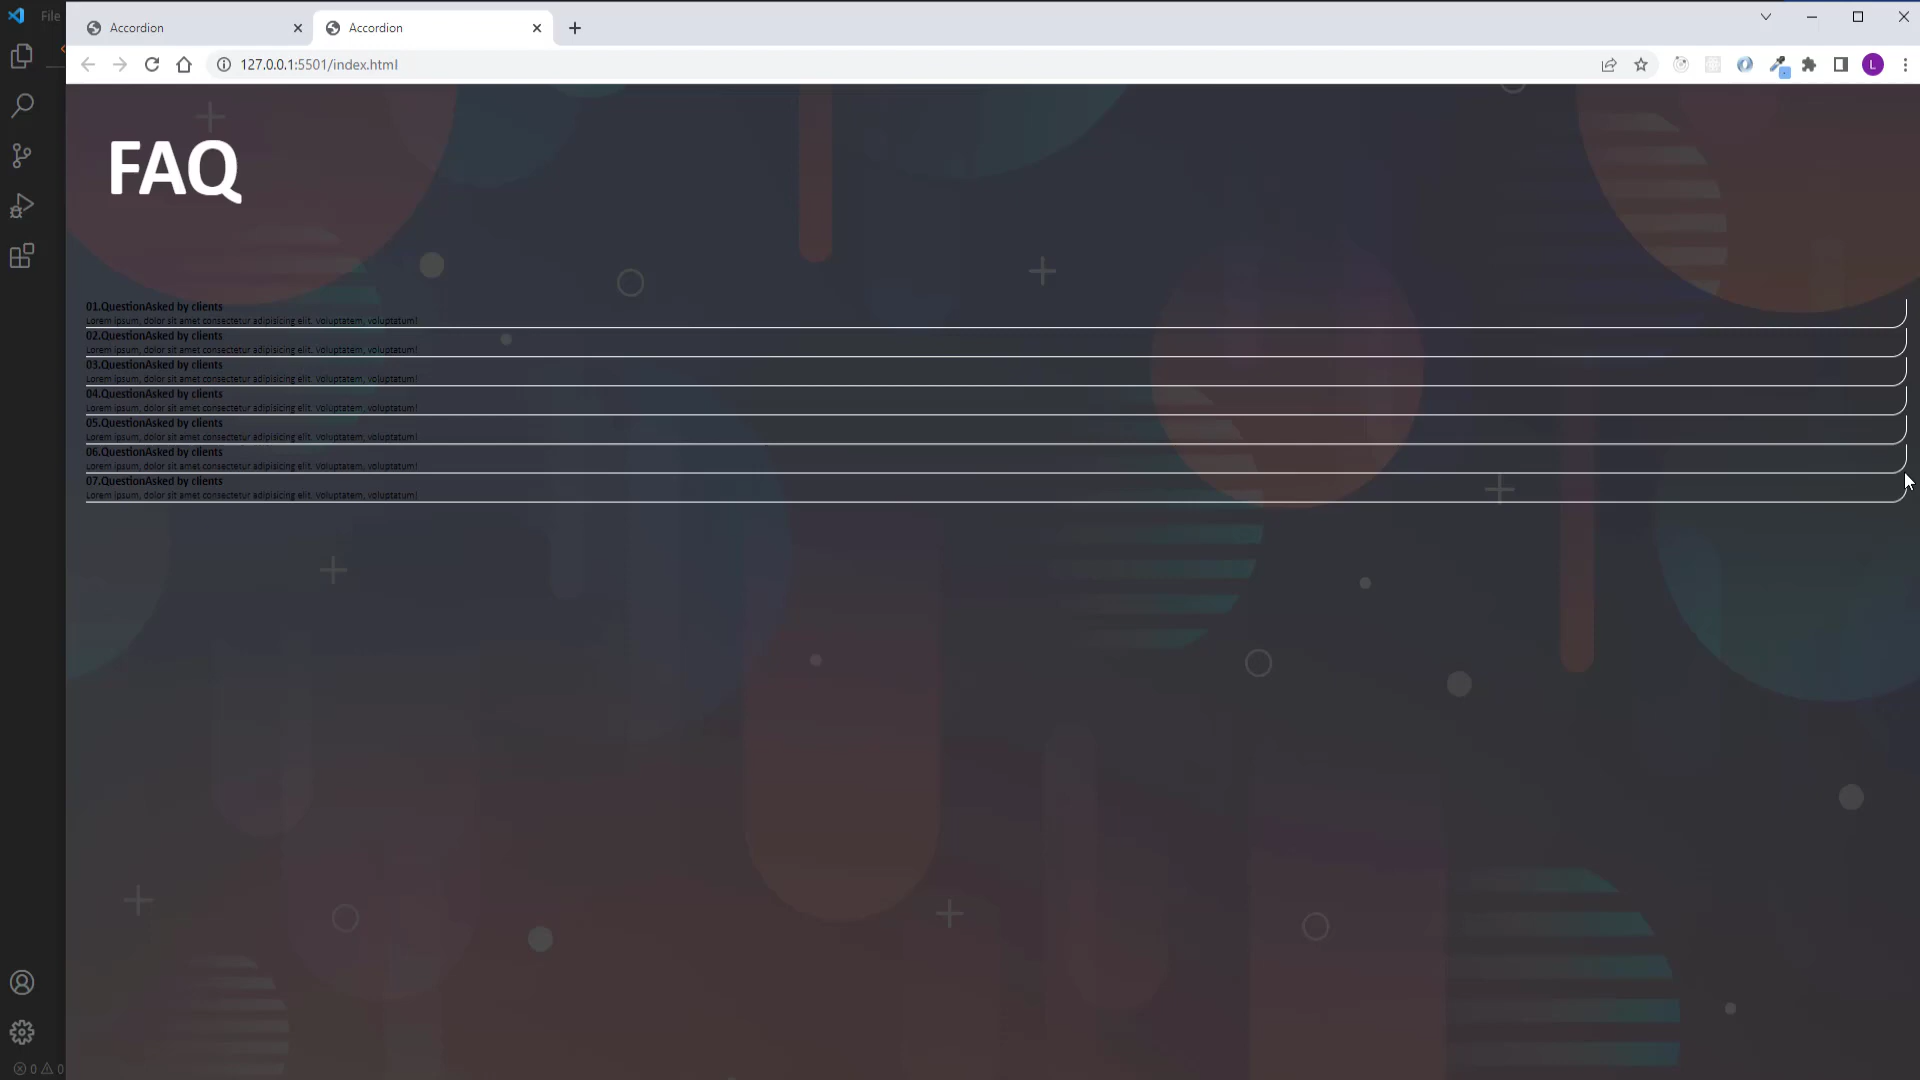 File
Accordion
Accordion
127.0.0.1:5501/index.html
L
FAQ
01.QuestionAsked by clients
Lorem ipsum, dolor sit amet consectetur adipisicing elit. Voluptatem, voluptatum!
02.QuestionAsked by clients
Lorem ipsum, dolor sit amet consectetur adipisicing elit. Voluptatem, voluptatum!
03.QuestionAsked by clients
Lorem ipsum, dolor sit amet consectetur adipisicing elit. Voluptatem, voluptatum!
04.QuestionAsked by clients
Lorem ipsum, dolor sit amet consectetur adipisicing elit. Voluptatem, voluptatum!
05.QuestionAsked by clients
Lorem ipsum, dolor sit amet consectetur adipisicing elit. Voluptatem, voluptatum!
06.QuestionAsked by clients
Lorem ipsum, dolor sit amet consectetur adipisicing elit. Voluptatem, voluptatum!
07.QuestionAsked by clients
Lorem ipsum, dolor sit amet consectetur adipisicing elit. Voluptatem, voluptatum!
0 0